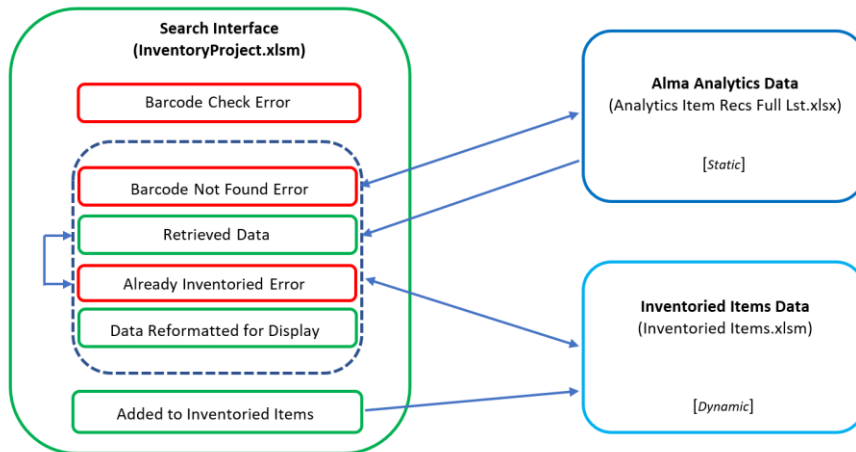 Search Interface
(InventoryProject.xlsm)
Barcode Check Error
Barcode Not Found Error
Retrieved Data
Already Inventoried Error
Data Reformatted for Display
Added to Inventoried Items
Alma Analytics Data
(Analytics Item Recs Full Lst.xlsx)
[Static]
Inventoried Items Data
(Inventoried Items.xlsm)
[Dynamic]